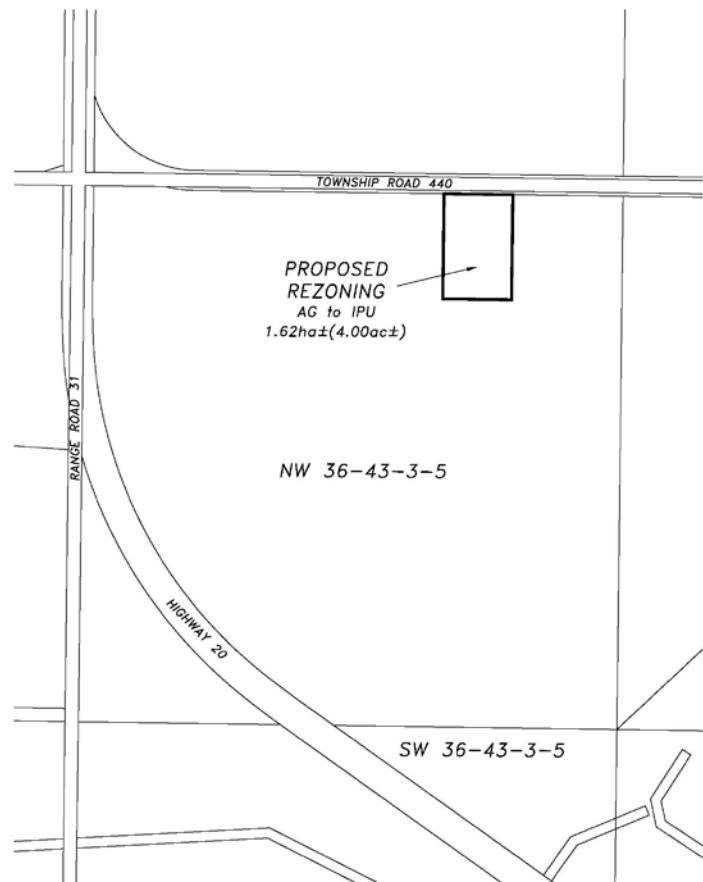 TOWNSHIP ROAD 440
PROPOSED
REZONING
AG to IPU
1.62ha±(4.00ac±)
RANGE ROAD 31
NW 36-43-3-5
HIGHWAY 20
SW 36-43-3-5